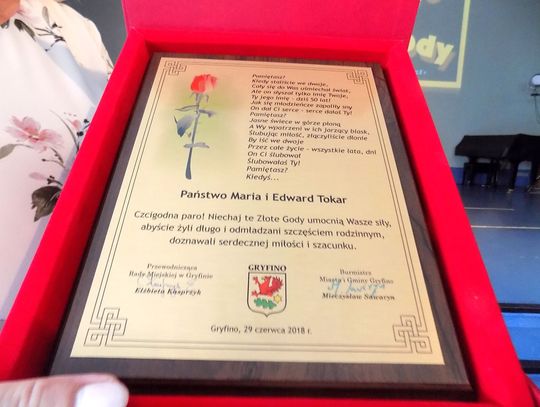 ody
Pamiętasz?
Kiedy staliście we dwoje,
Cały się do Was uśmiechał świat,
Ale on słyszał tylko Imię Twoje,
Ty jego imię - dziś 50 lat!
Jak się młodzieńcze zapaliły sny
On dał Ci serce - serce dałaś Ty!
Pamiętasz?
Jasne świece w górze płoną
A Wy wpatrzeni w ich jarzący blask,
Ślubując miłość, złączyliście dłonie
By iść we dwoje
Przez całe życie - wszystkie lata, dni
On Ci ślubował
Ślubowałaś Ty!
Pamiętasz?
Kiedyś...
Państwo Maria i Edward Tokar
Czcigodna paro! Niechaj te Złote Gody umocnią Wasze siły,
abyście żyli długo i odmładzani szczęściem rodzinnym,
doznawali serdecznej miłości i szacunku.
Przewodnicząca
Rady Miejskiej w Gryfinie
Elżbieta Kasprzyk
GRYFINO
Burmistrz
Miasta i Gminy Gryfino
Mieczysław Sawaryn
Gryfino, 29 czerwca 2018 r.